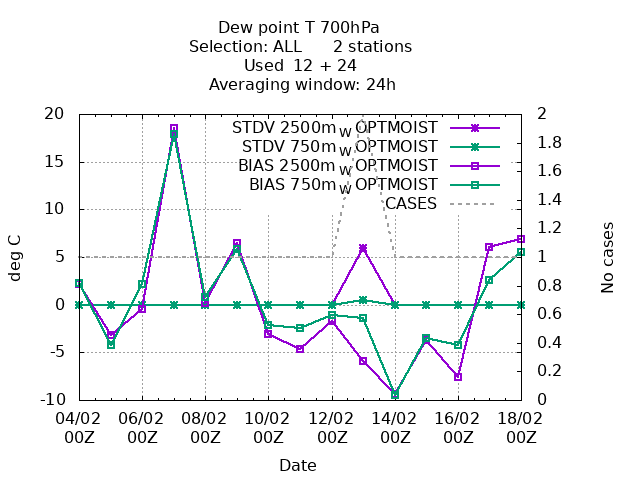 Dew point T 700hPa
Selection: ALL 2 stations
Used 12 + 24
Averaging window: 24h
20
15
10
5
0
-5
-10
deg C
2
1.8
1.6
1.4
1.2
1
0.8
0.6
0.4
0.2
0
No cases
STDV 2500m W OPTMOIST
STDV 750m W OPTMOIST
BIAS 2500m W OPTMOIST
BIAS 750m W OPTMOIST
CASES
04/02 06/02 08/02 10/02 12/02 14/02 16/02 18/02
00Z 00Z 00Z 00Z 00Z 00Z 00Z 00Z
Date